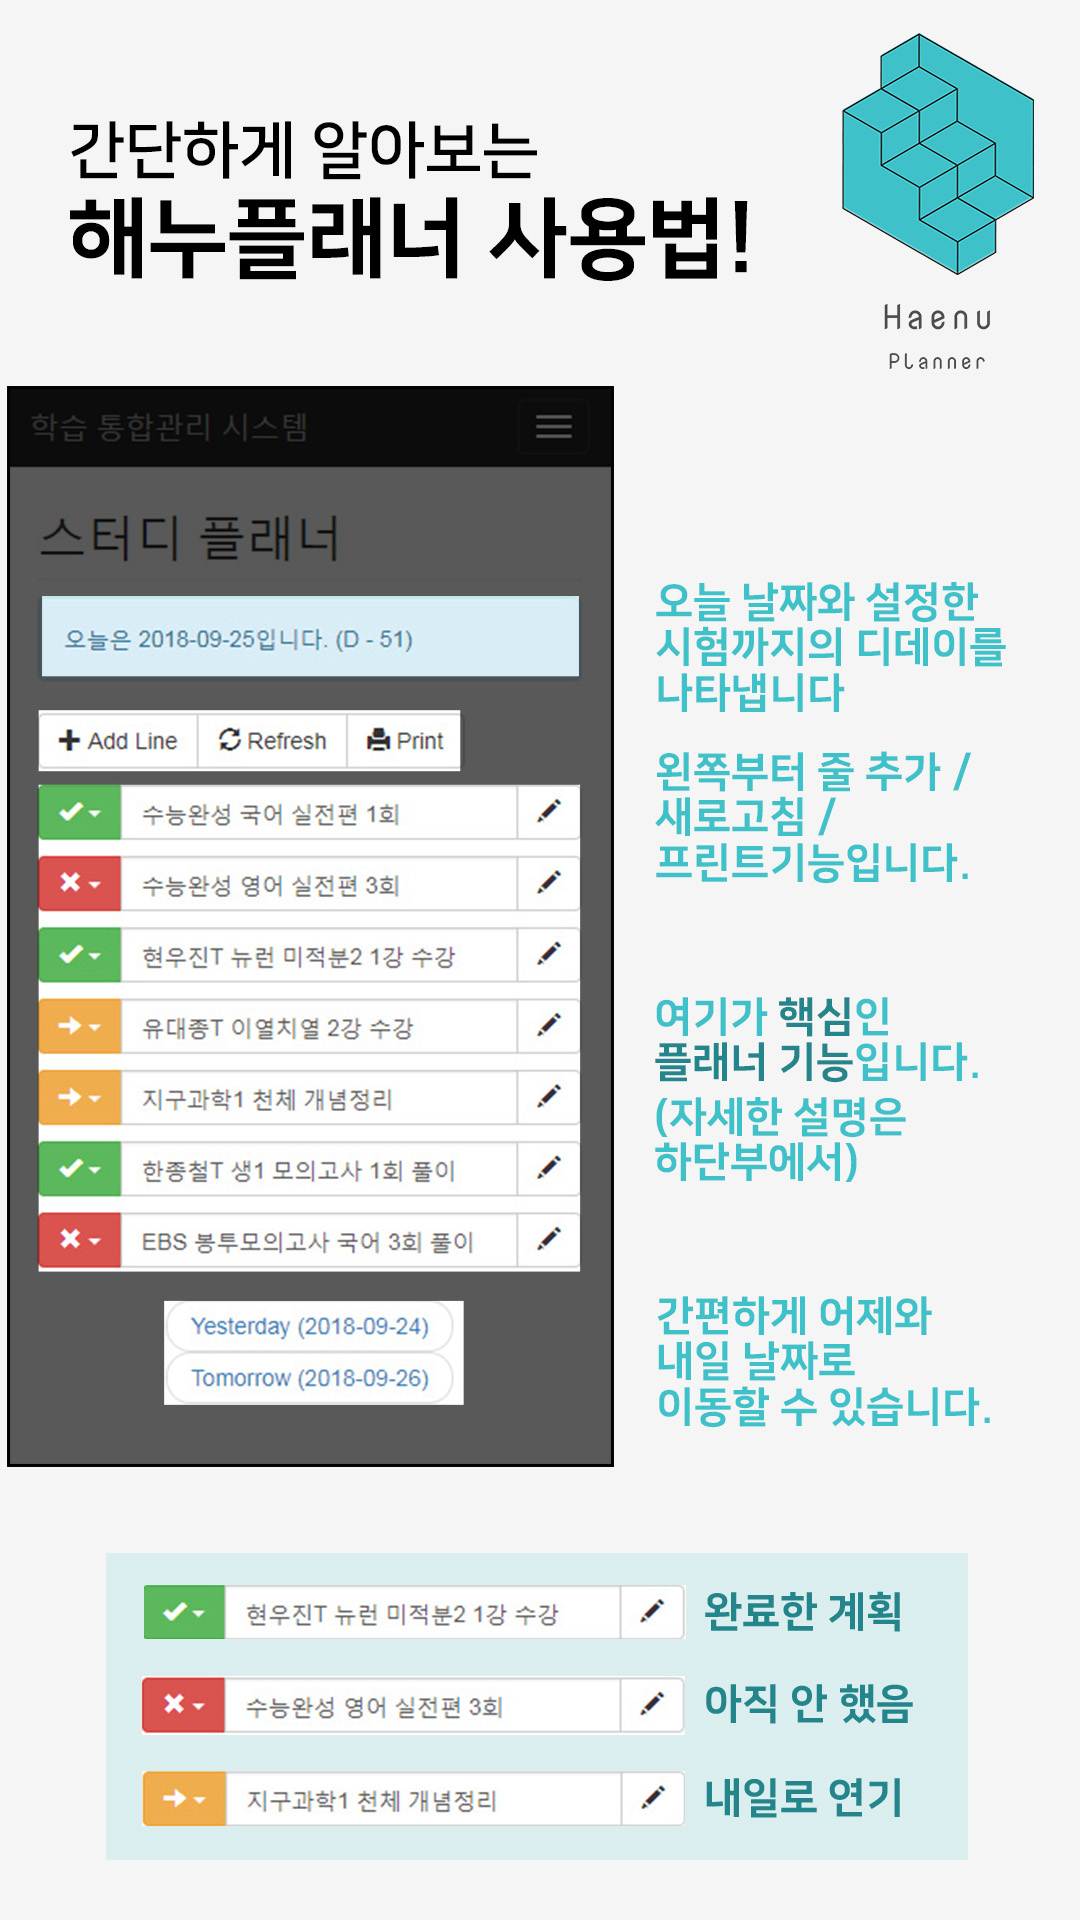 간단하게 알아보는
해누플래너 사용법!
Haenu
Planner
학습 통합관리 시스템
스터디 플래너
오늘은 2018-09-25입니다. (D - 51)
오늘 날짜와 설정한
시험까지의 디데이를
나타냅니다
Add Line Refresh Print
왼쪽부터 줄 추가 /
새로고침 /
프린트기능입니다.
수능완성 국어 실전편 1회
수능완성 영어 실전편 3회
현우진T 뉴런 미적분2 1강 수강
유대종T 이열치열 2강 수강
지구과학1 천체 개념정리
한종철T 생1 모의고사 1회 풀이
EBS 봉투모의고사 국어 3회 풀이
여기가 핵심인
플래너 기능입니다.
(자세한 설명은
하단부에서)
Yesterday (2018-09-24)
Tomorrow (2018-09-26)
간편하게 어제와
내일 날짜로
이동할 수 있습니다.
현우진T 뉴런 미적분2 1강 수강 완료한 계획
수능완성 영어 실전편 3회 아직 안 했음
지구과학1 천체 개념정리 내일로 연기